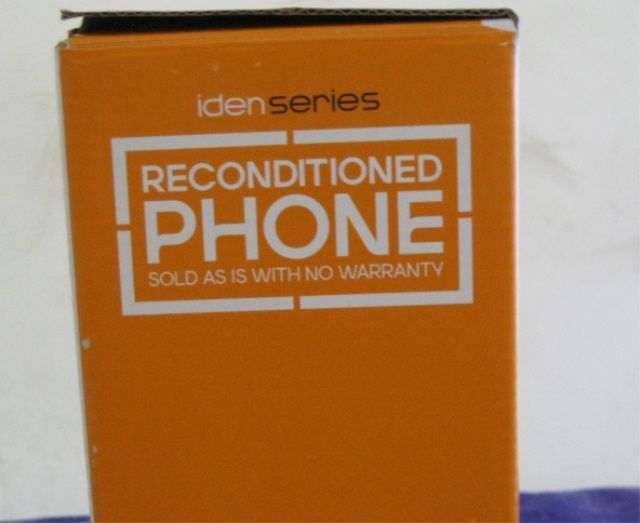 idenseries
RECONDITIONED
PHONE
SOLD AS IS WITH NO WARRANTY